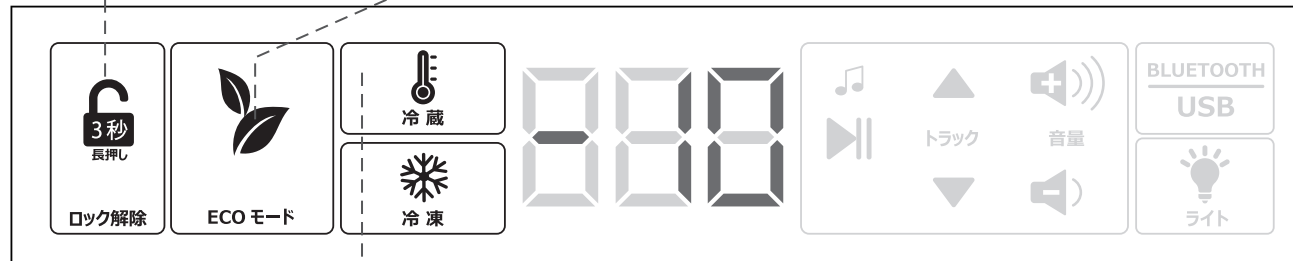 3秒
長押し
ロック解除
ECO モード
冷蔵
冷凍
-10
トラック
音量
BLUETOOTH
USB
ライト